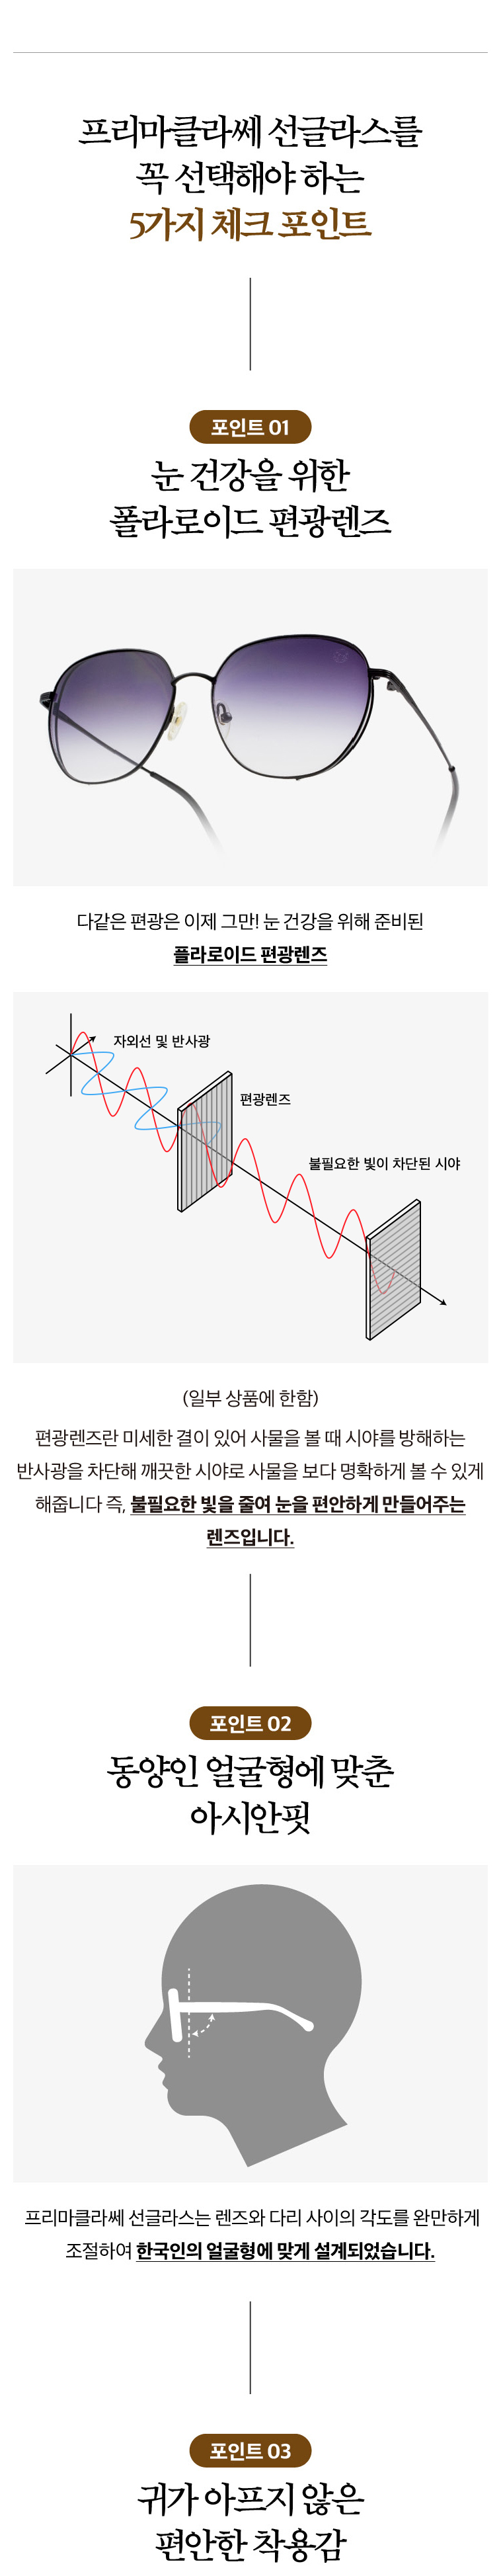 프리마클라쎄 선글라스를
꼭 선택해야 하는
5가지 체크 포인트
포인트 01
눈 건강을 위한
폴라로이드 편광렌즈
다같은 편광은 이제 그만! 눈 건강을 위해 준비된
플라로이드 편광렌즈
자외선 및 반사광
편광렌즈
불필요한 빛이 차단된 시야
(일부 상품에 한함)
편광렌즈란 미세한 결이 있어 사물을 볼 때 시야를 방해하는
반사광을 차단해 깨끗한 시야로 사물을 보다 명확하게 볼 수 있게
해줍니다 즉, 불필요한 빛을 줄여 눈을 편안하게 만들어주는
렌즈입니다.
포인트 02
동양인 얼굴형에 맞춘
아시안핏
프리마클라쎄 선글라스는 렌즈와 다리 사이의 각도를 완만하게
조절하여 한국인의 얼굴형에 맞게 설계되었습니다.
포인트 03
귀가 아프지 않은
편안한 착용감